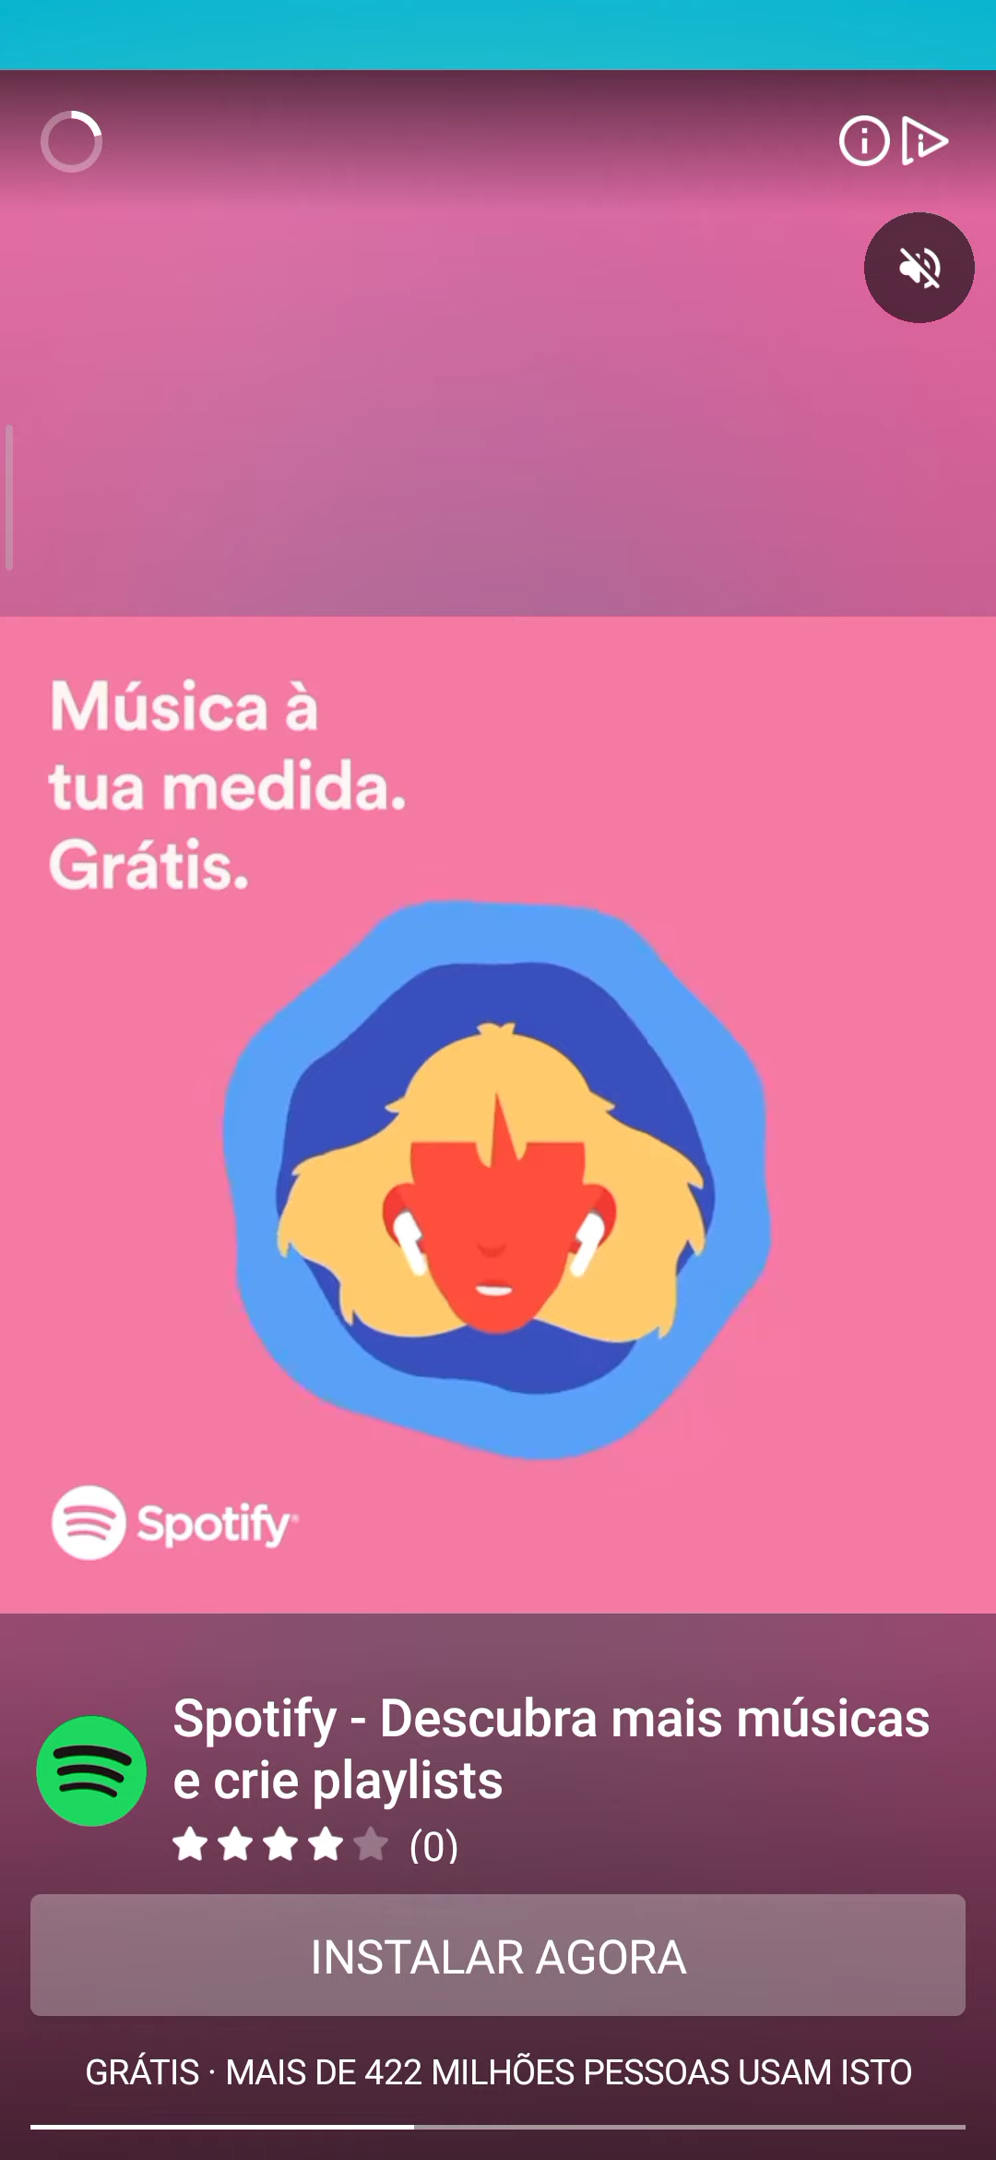 Música à
tua medida.
Grátis.
Spotify
Spotify - Descubra mais músicas
e crie playlists
(0)
INSTALAR AGORA
GRÁTIS · MAIS DE 422 MILHÕES PESSOAS USAM ISTO